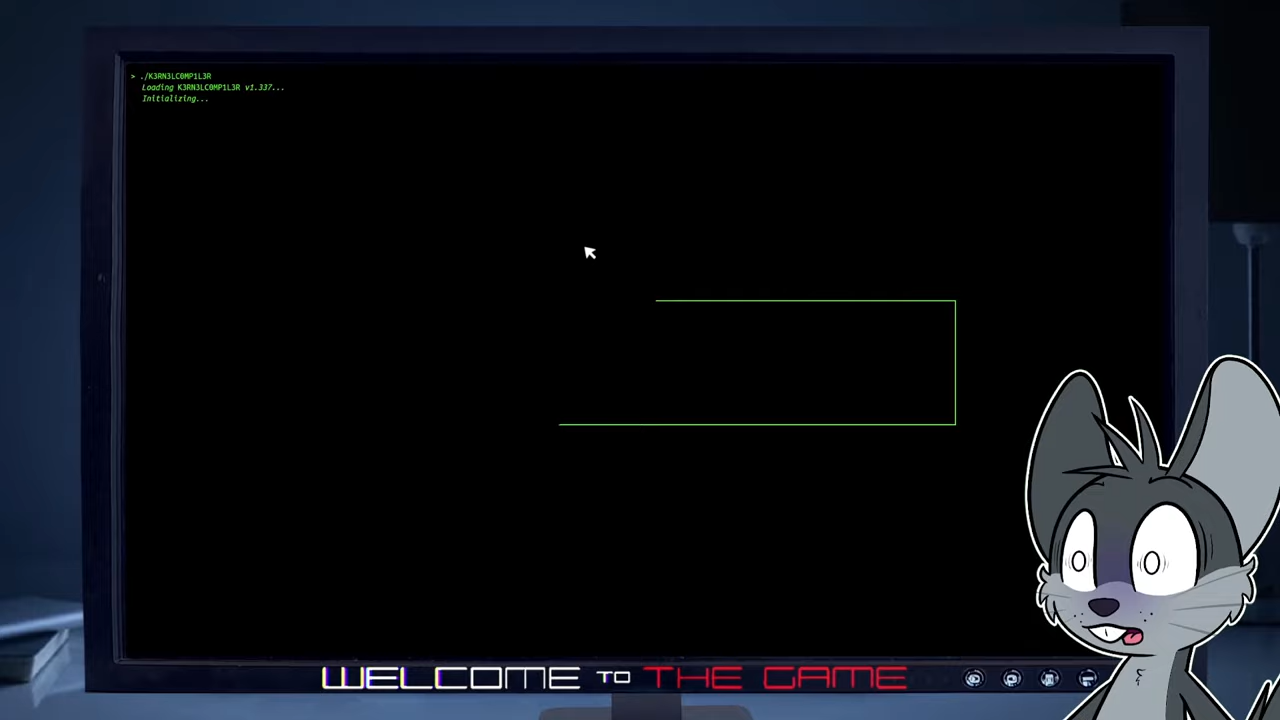 > ./K3RN3LC0MP1L3R
Loading K3RN3LC0MP1L3R v1.337...
Initializing...
WELCOME TO THE GAME